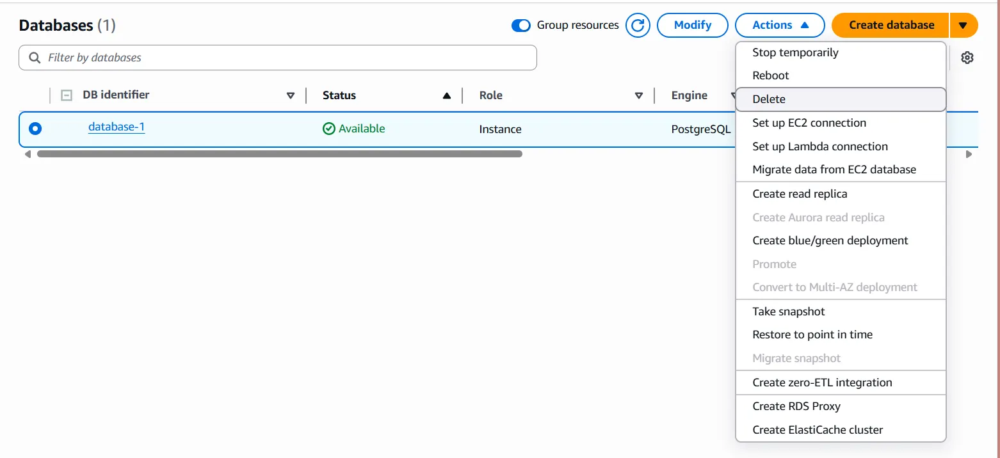 Databases (1)
Group resources
Modify
Actions
Create database
Filter by databases
DB identifier
Status
Role
Engine
database-1
Available
Instance
PostgreSQL
Stop temporarily
Reboot
Delete
Set up EC2 connection
Set up Lambda connection
Migrate data from EC2 database
Create read replica
Create Aurora read replica
Create blue/green deployment
Promote
Convert to Multi-AZ deployment
Take snapshot
Restore to point in time
Migrate snapshot
Create zero-ETL integration
Create RDS Proxy
Create ElastiCache cluster